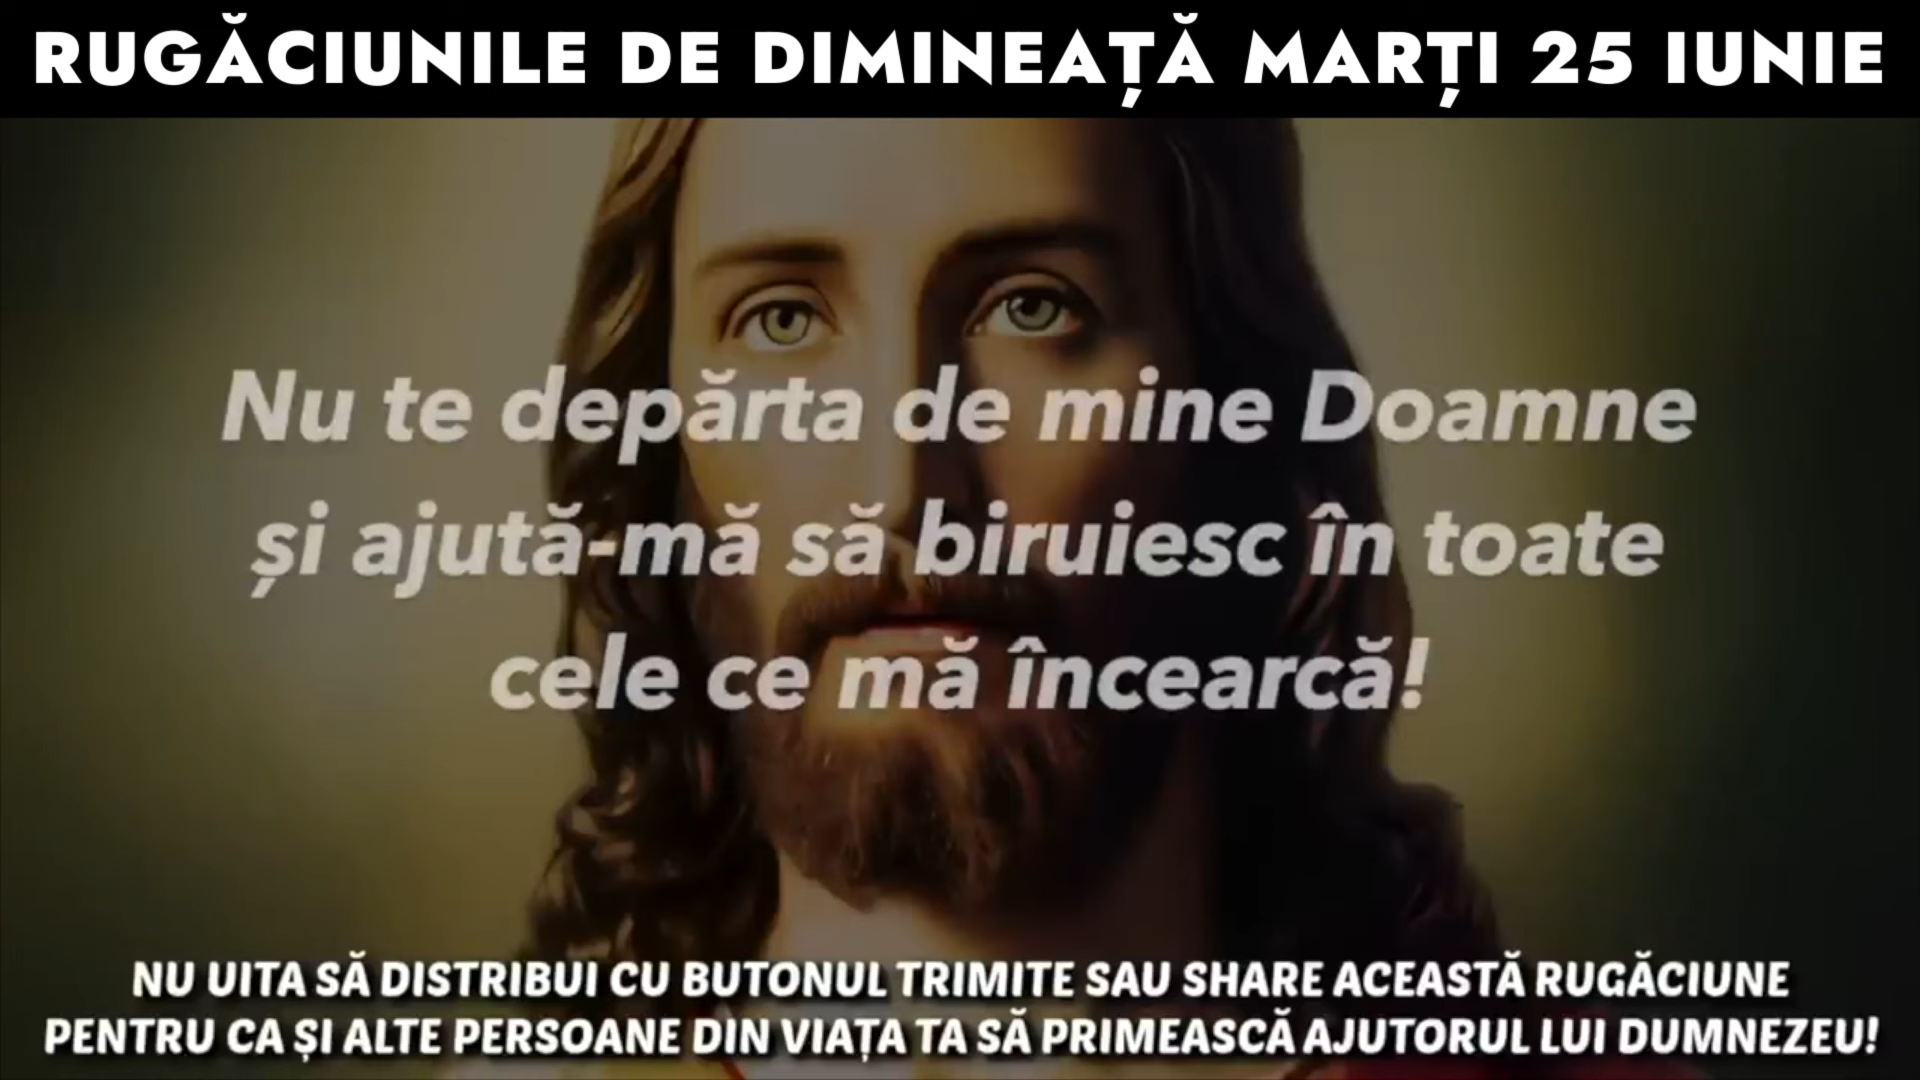 RUGĂCIUNILE DE DIMINEAȚĂ MARȚI 25 IUNIE
Nu te depărta de mine Doamne
și ajută-mă să biruiesc în toate
cele ce mă încearcă!
NU UITA SĂ DISTRIBUI CU BUTONUL TRIMITE SAU SHARE ACEASTĂ RUGĂCIUNE
PENTRU CA ȘI ALTE PERSOANE DIN VIAȚA TA SĂ PRIMEASCĂ AJUTORUL LUI DUMNEZEU!